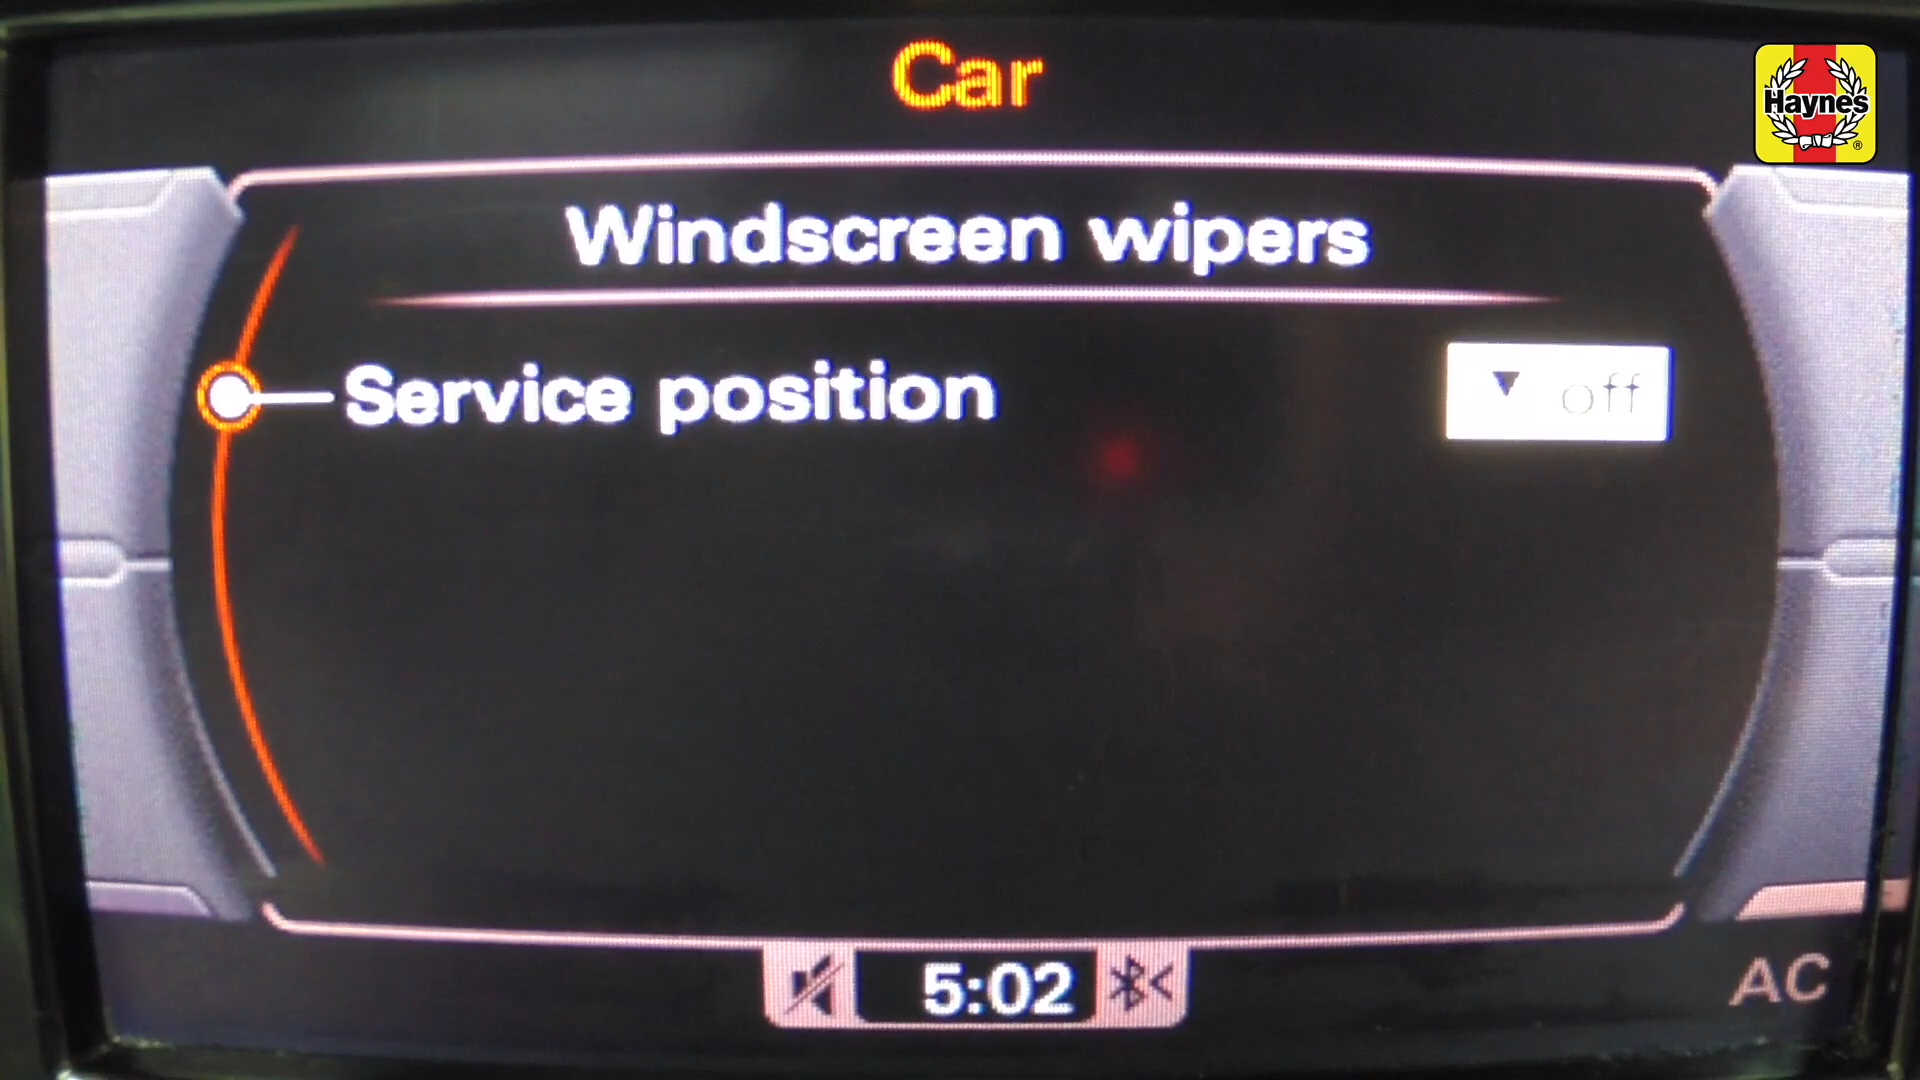 Car
Haynes
®
Windscreen wipers
Service position
▼ off
5:02
AC